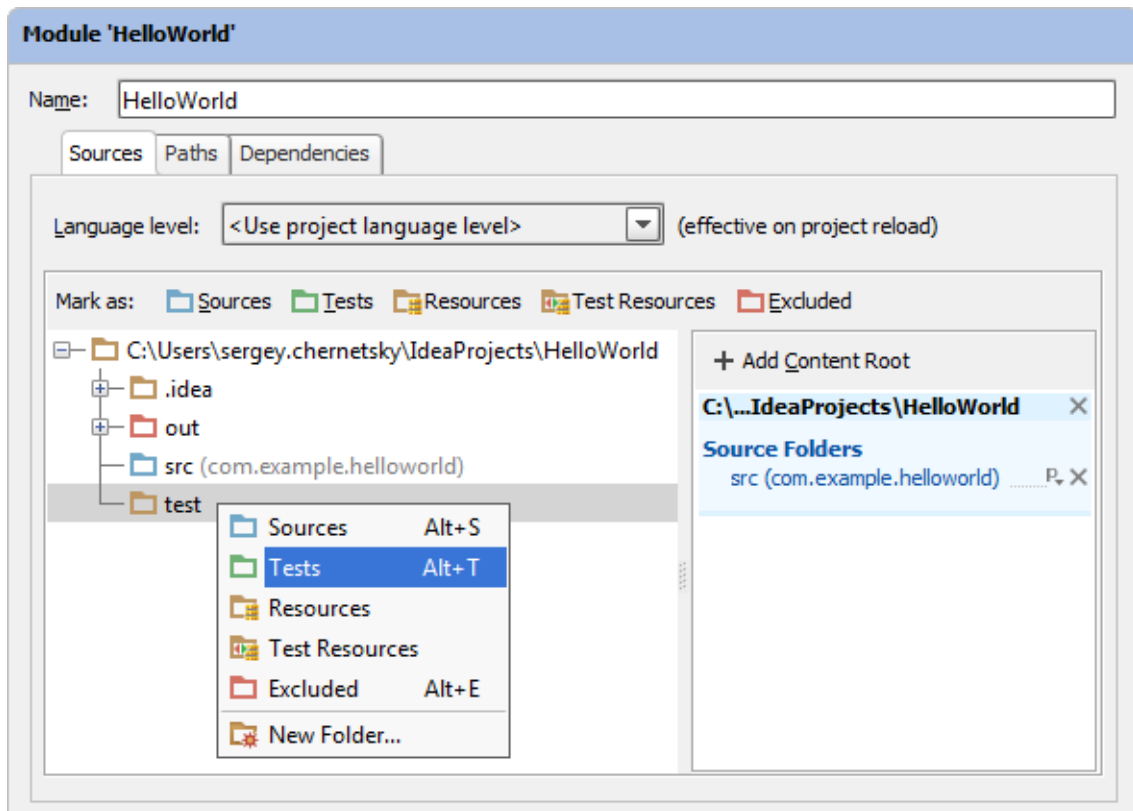 Module 'HelloWorld'
Name: HelloWorld
Sources Paths Dependencies
Language level: <Use project language level> (effective on project reload)
Mark as: Sources Tests Resources Test Resources Excluded
C:\Users\sergey.chernetsky\IdeaProjects\HelloWorld
.idea
out
src (com.example.helloworld)
test
Sources Alt+S
Tests Alt+T
Resources
Test Resources
Excluded Alt+E
New Folder...
+ Add Content Root
C:\...IdeaProjects\HelloWorld
Source Folders
src (com.example.helloworld) ...... P